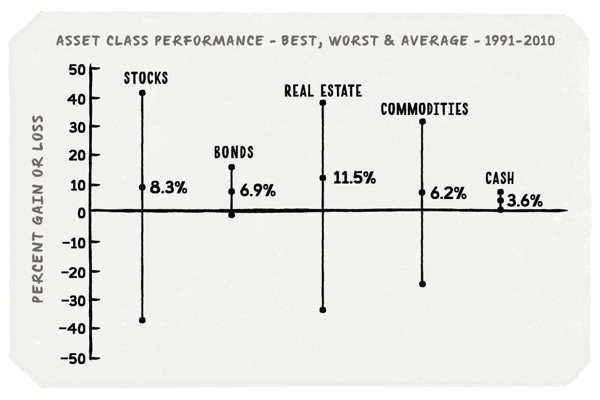 ASSET CLASS PERFORMANCE - BEST, WORST & AVERAGE - 1991-2010
PERCENT GAIN OR LOSS
50
40
30
20
10
0
-10
-20
-30
-40
-50
STOCKS
8.3%
BONDS
6.9%
REAL ESTATE
11.5%
COMMODITIES
6.2%
CASH
3.6%